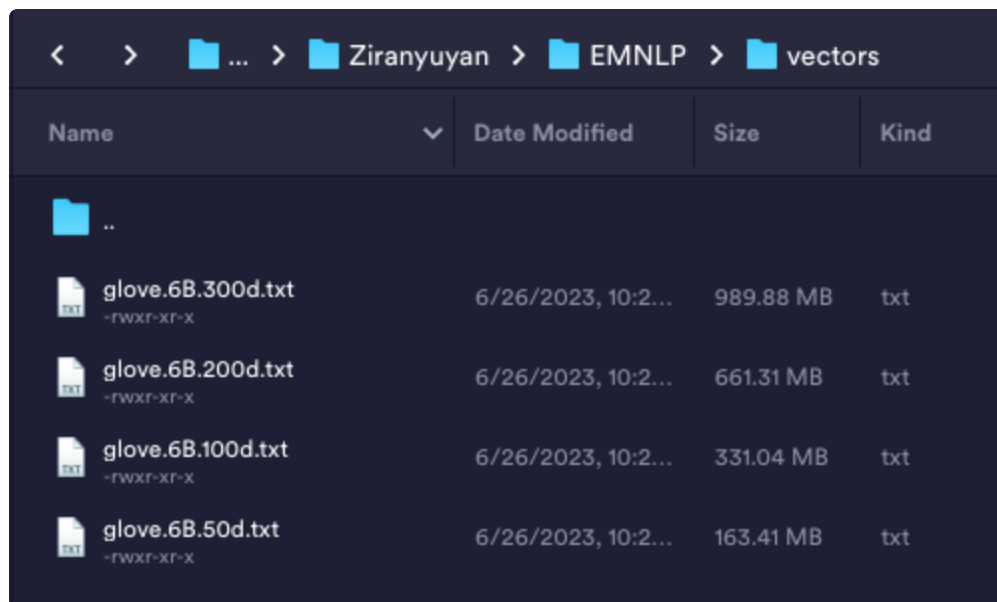 ... > Ziranyuyan > EMNLP > vectors
Name Date Modified Size Kind
..
glove.6B.300d.txt 6/26/2023, 10:2... 989.88 MB txt
-rwxr-xr-x
glove.6B.200d.txt 6/26/2023, 10:2... 661.31 MB txt
-rwxr-xr-x
glove.6B.100d.txt 6/26/2023, 10:2... 331.04 MB txt
-rwxr-xr-x
glove.6B.50d.txt 6/26/2023, 10:2... 163.41 MB txt
-rwxr-xr-x